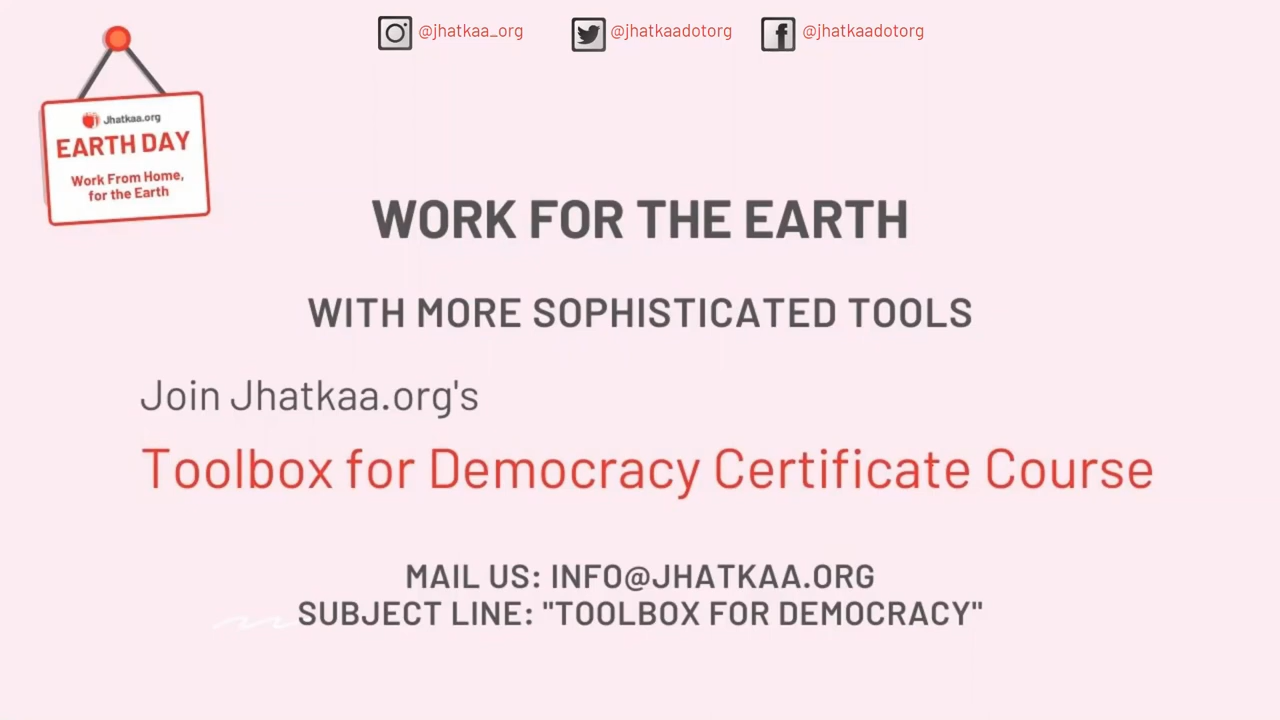 @jhatkaa_org @jhatkaadotorg @jhatkaadotorg
Jhatkaa.org
EARTH DAY
Work From Home,
for the Earth
WORK FOR THE EARTH
WITH MORE SOPHISTICATED TOOLS
Join Jhatkaa.org's
Toolbox for Democracy Certificate Course
MAIL US: INFO@JHATKAA.ORG
SUBJECT LINE: "TOOLBOX FOR DEMOCRACY"